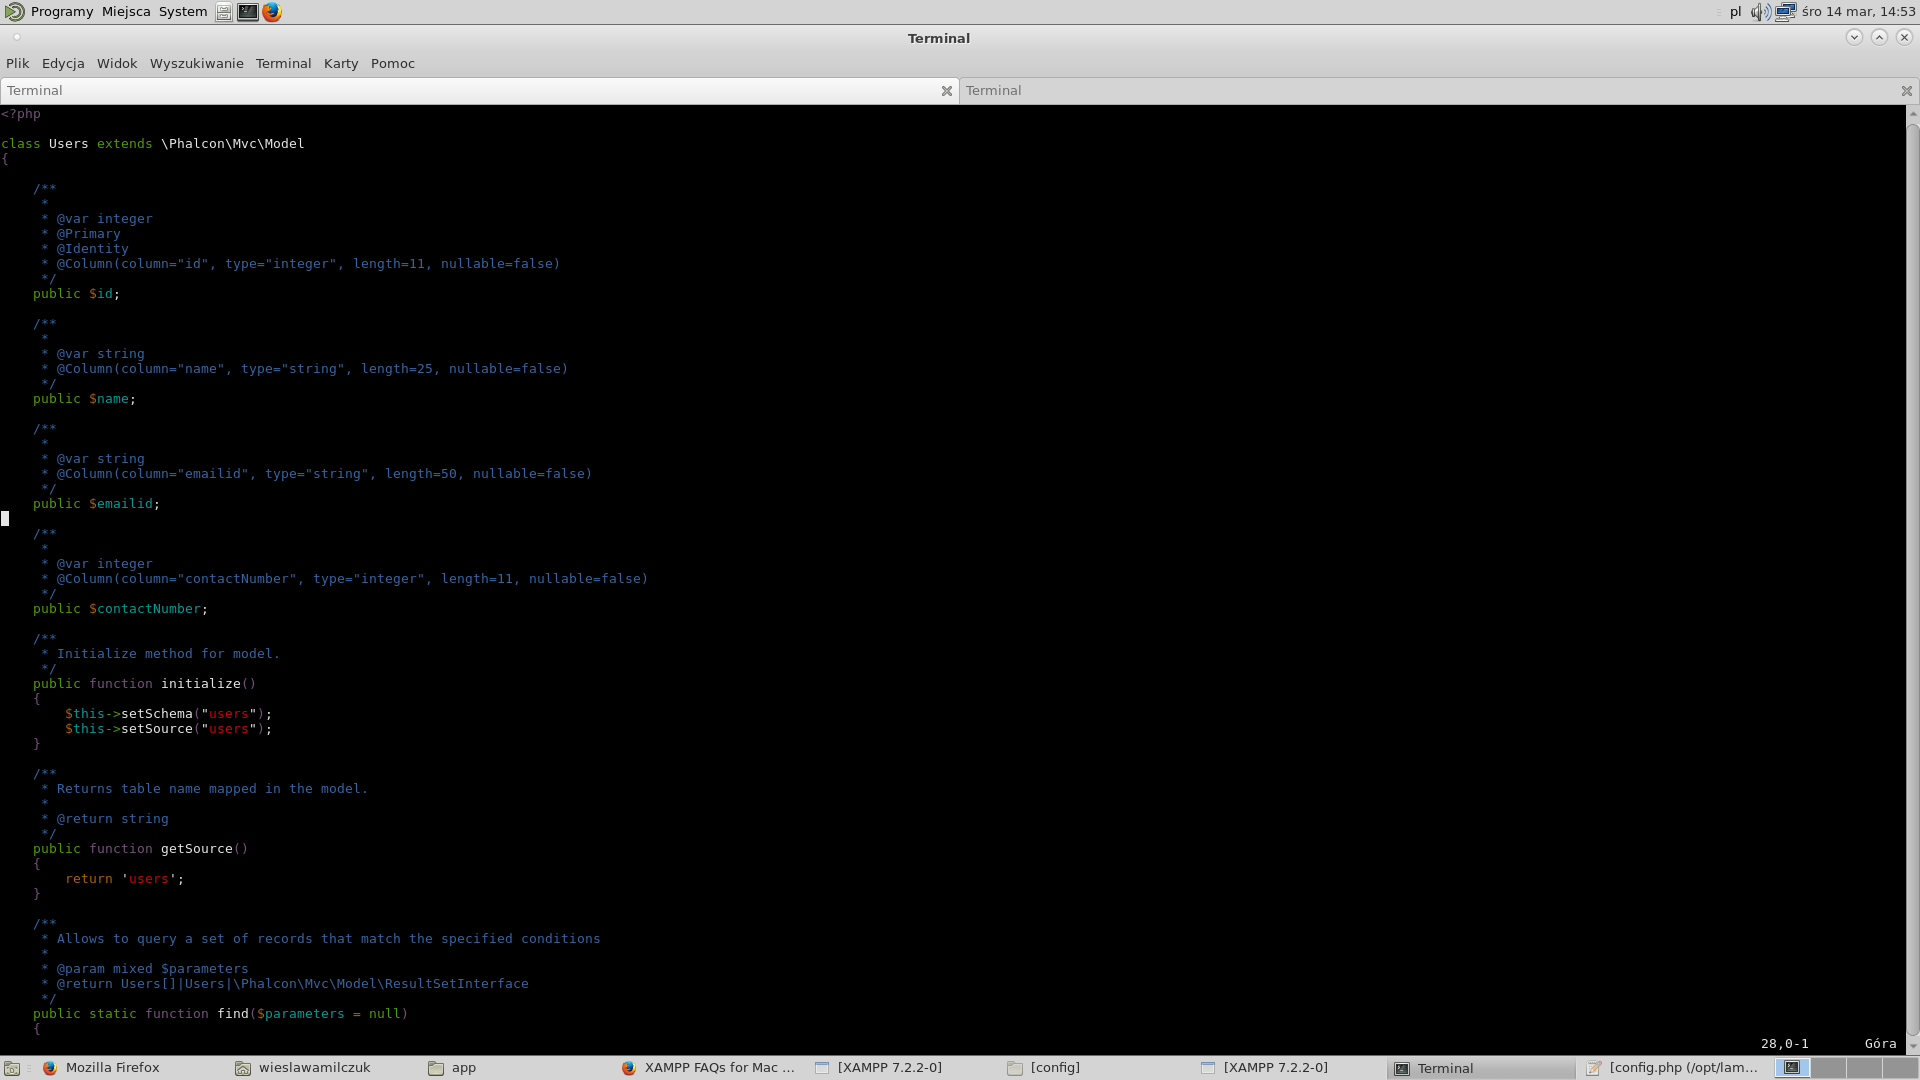 Programy Miejsca System pl śro 14 mar, 14:53
Terminal
Plik Edycja Widok Wyszukiwanie Terminal Karty Pomoc
Terminal Terminal
<?php
class Users extends \Phalcon\Mvc\Model
{
    /**
     *
     * @var integer
     * @Primary
     * @Identity
     * @Column(column="id", type="integer", length=11, nullable=false)
     */
    public $id;
    /**
     *
     * @var string
     * @Column(column="name", type="string", length=25, nullable=false)
     */
    public $name;
    /**
     *
     * @var string
     * @Column(column="emailid", type="string", length=50, nullable=false)
     */
    public $emailid;
    /**
     *
     * @var integer
     * @Column(column="contactNumber", type="integer", length=11, nullable=false)
     */
    public $contactNumber;
    /**
     * Initialize method for model.
     */
    public function initialize()
    {
        $this->setSchema("users");
        $this->setSource("users");
    }
    /**
     * Returns table name mapped in the model.
     *
     * @return string
     */
    public function getSource()
    {
        return 'users';
    }
    /**
     * Allows to query a set of records that match the specified conditions
     *
     * @param mixed $parameters
     * @return Users[]|Users|\Phalcon\Mvc\Model\ResultSetInterface
     */
    public static function find($parameters = null)
    {
28,0-1 Góra
Mozilla Firefox wieslawamilczuk app XAMPP FAQs for Mac ... [XAMPP 7.2.2-0] [config] [XAMPP 7.2.2-0] Terminal [config.php (/opt/lam...